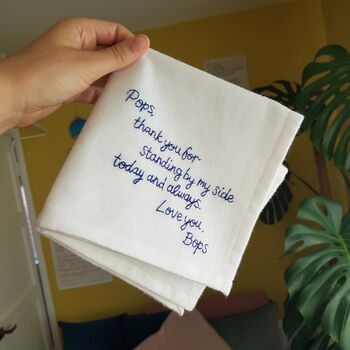 Pops,
thank you for
standing by my side
today and always.
Love you,
Bops